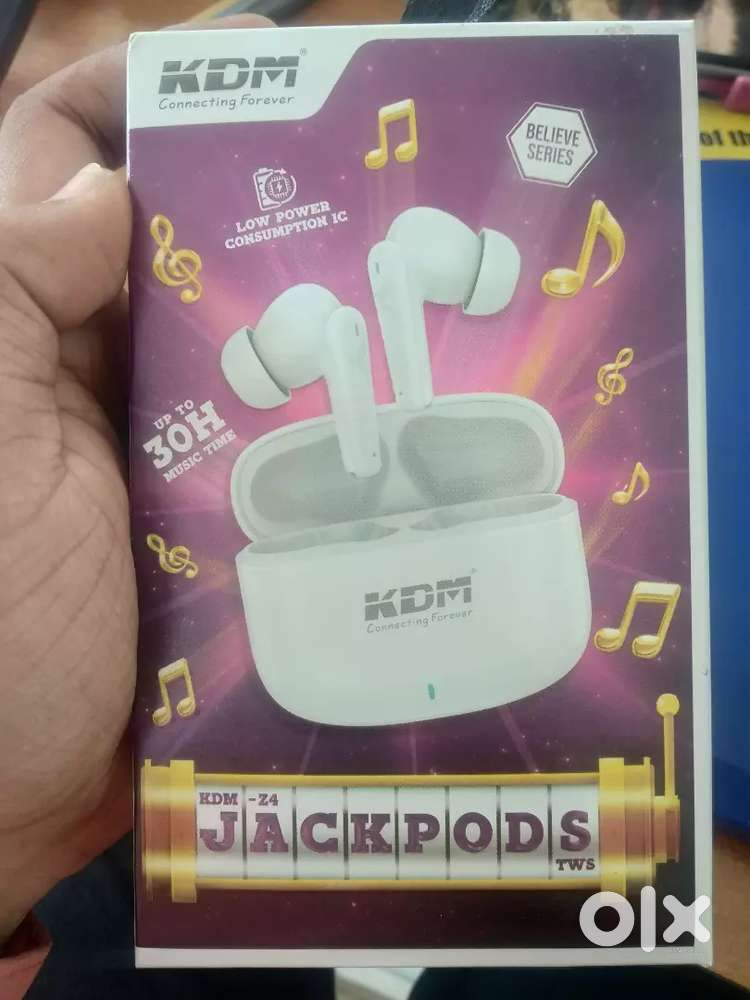 KDM®
Connecting Forever
BELIEVE
SERIES
LOW POWER
CONSUMPTION IC
UP TO
30H
MUSIC TIME
KDM
Connecting Forever
KDM -Z4
JACKPODS
TWS
olx